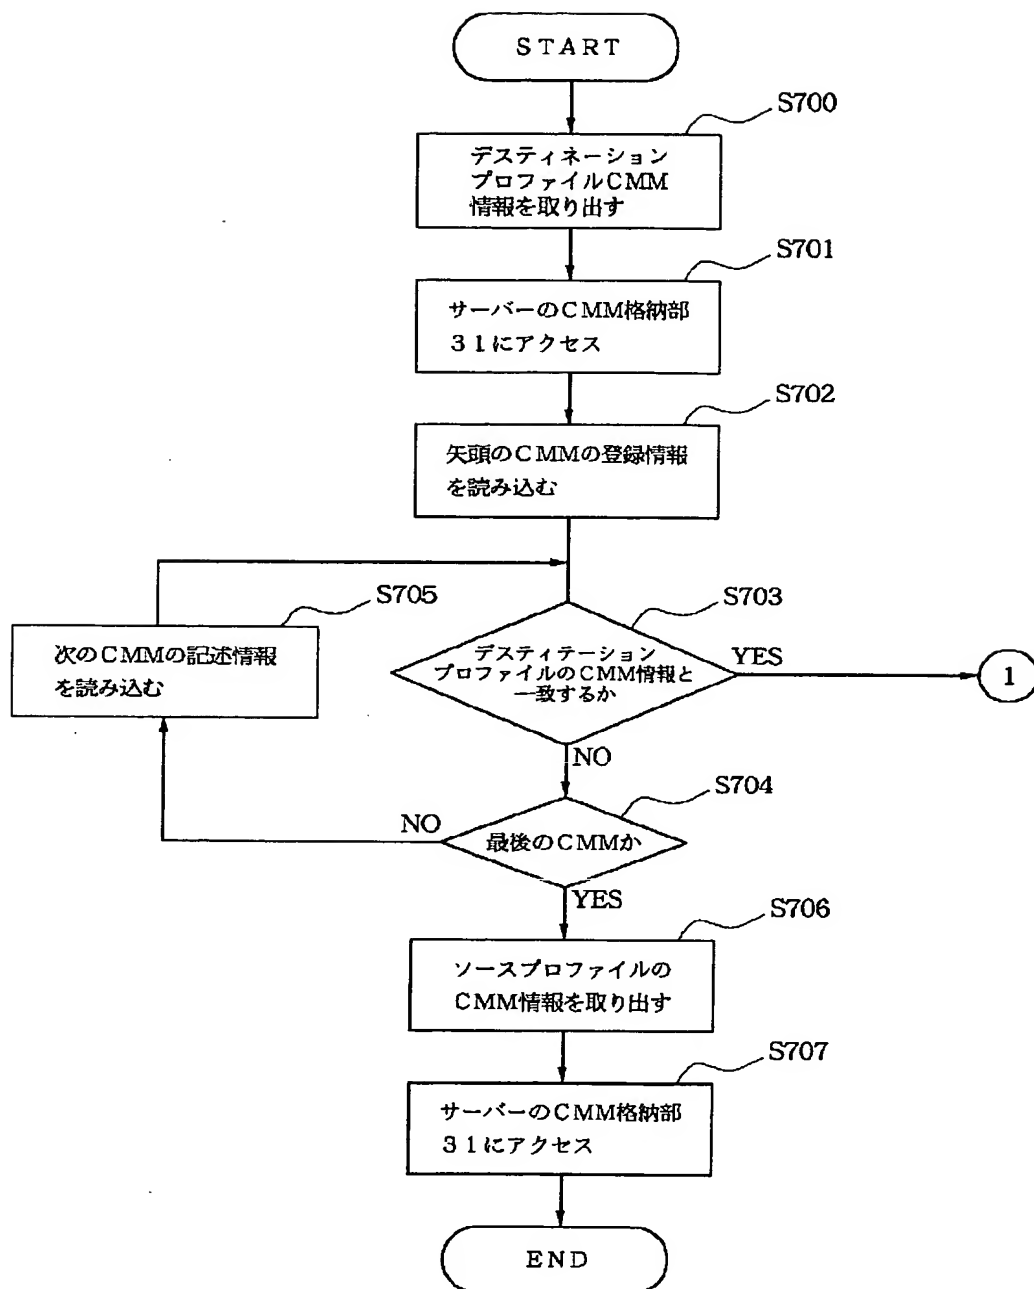 START
S700
デスティネーション
プロファイルCMM
情報を取り出す
S701
サーバーのCMM格納部
31にアクセス
S702
矢頭のCMMの登録情報
を読み込む
S705
次のCMMの記述情報
を読み込む
S703
デスティテーション
プロファイルのCMM情報と
一致するか
YES
1
NO
S704
最後のCMMか
NO
YES
S706
ソースプロファイルの
CMM情報を取り出す
S707
サーバーのCMM格納部
31にアクセス
END